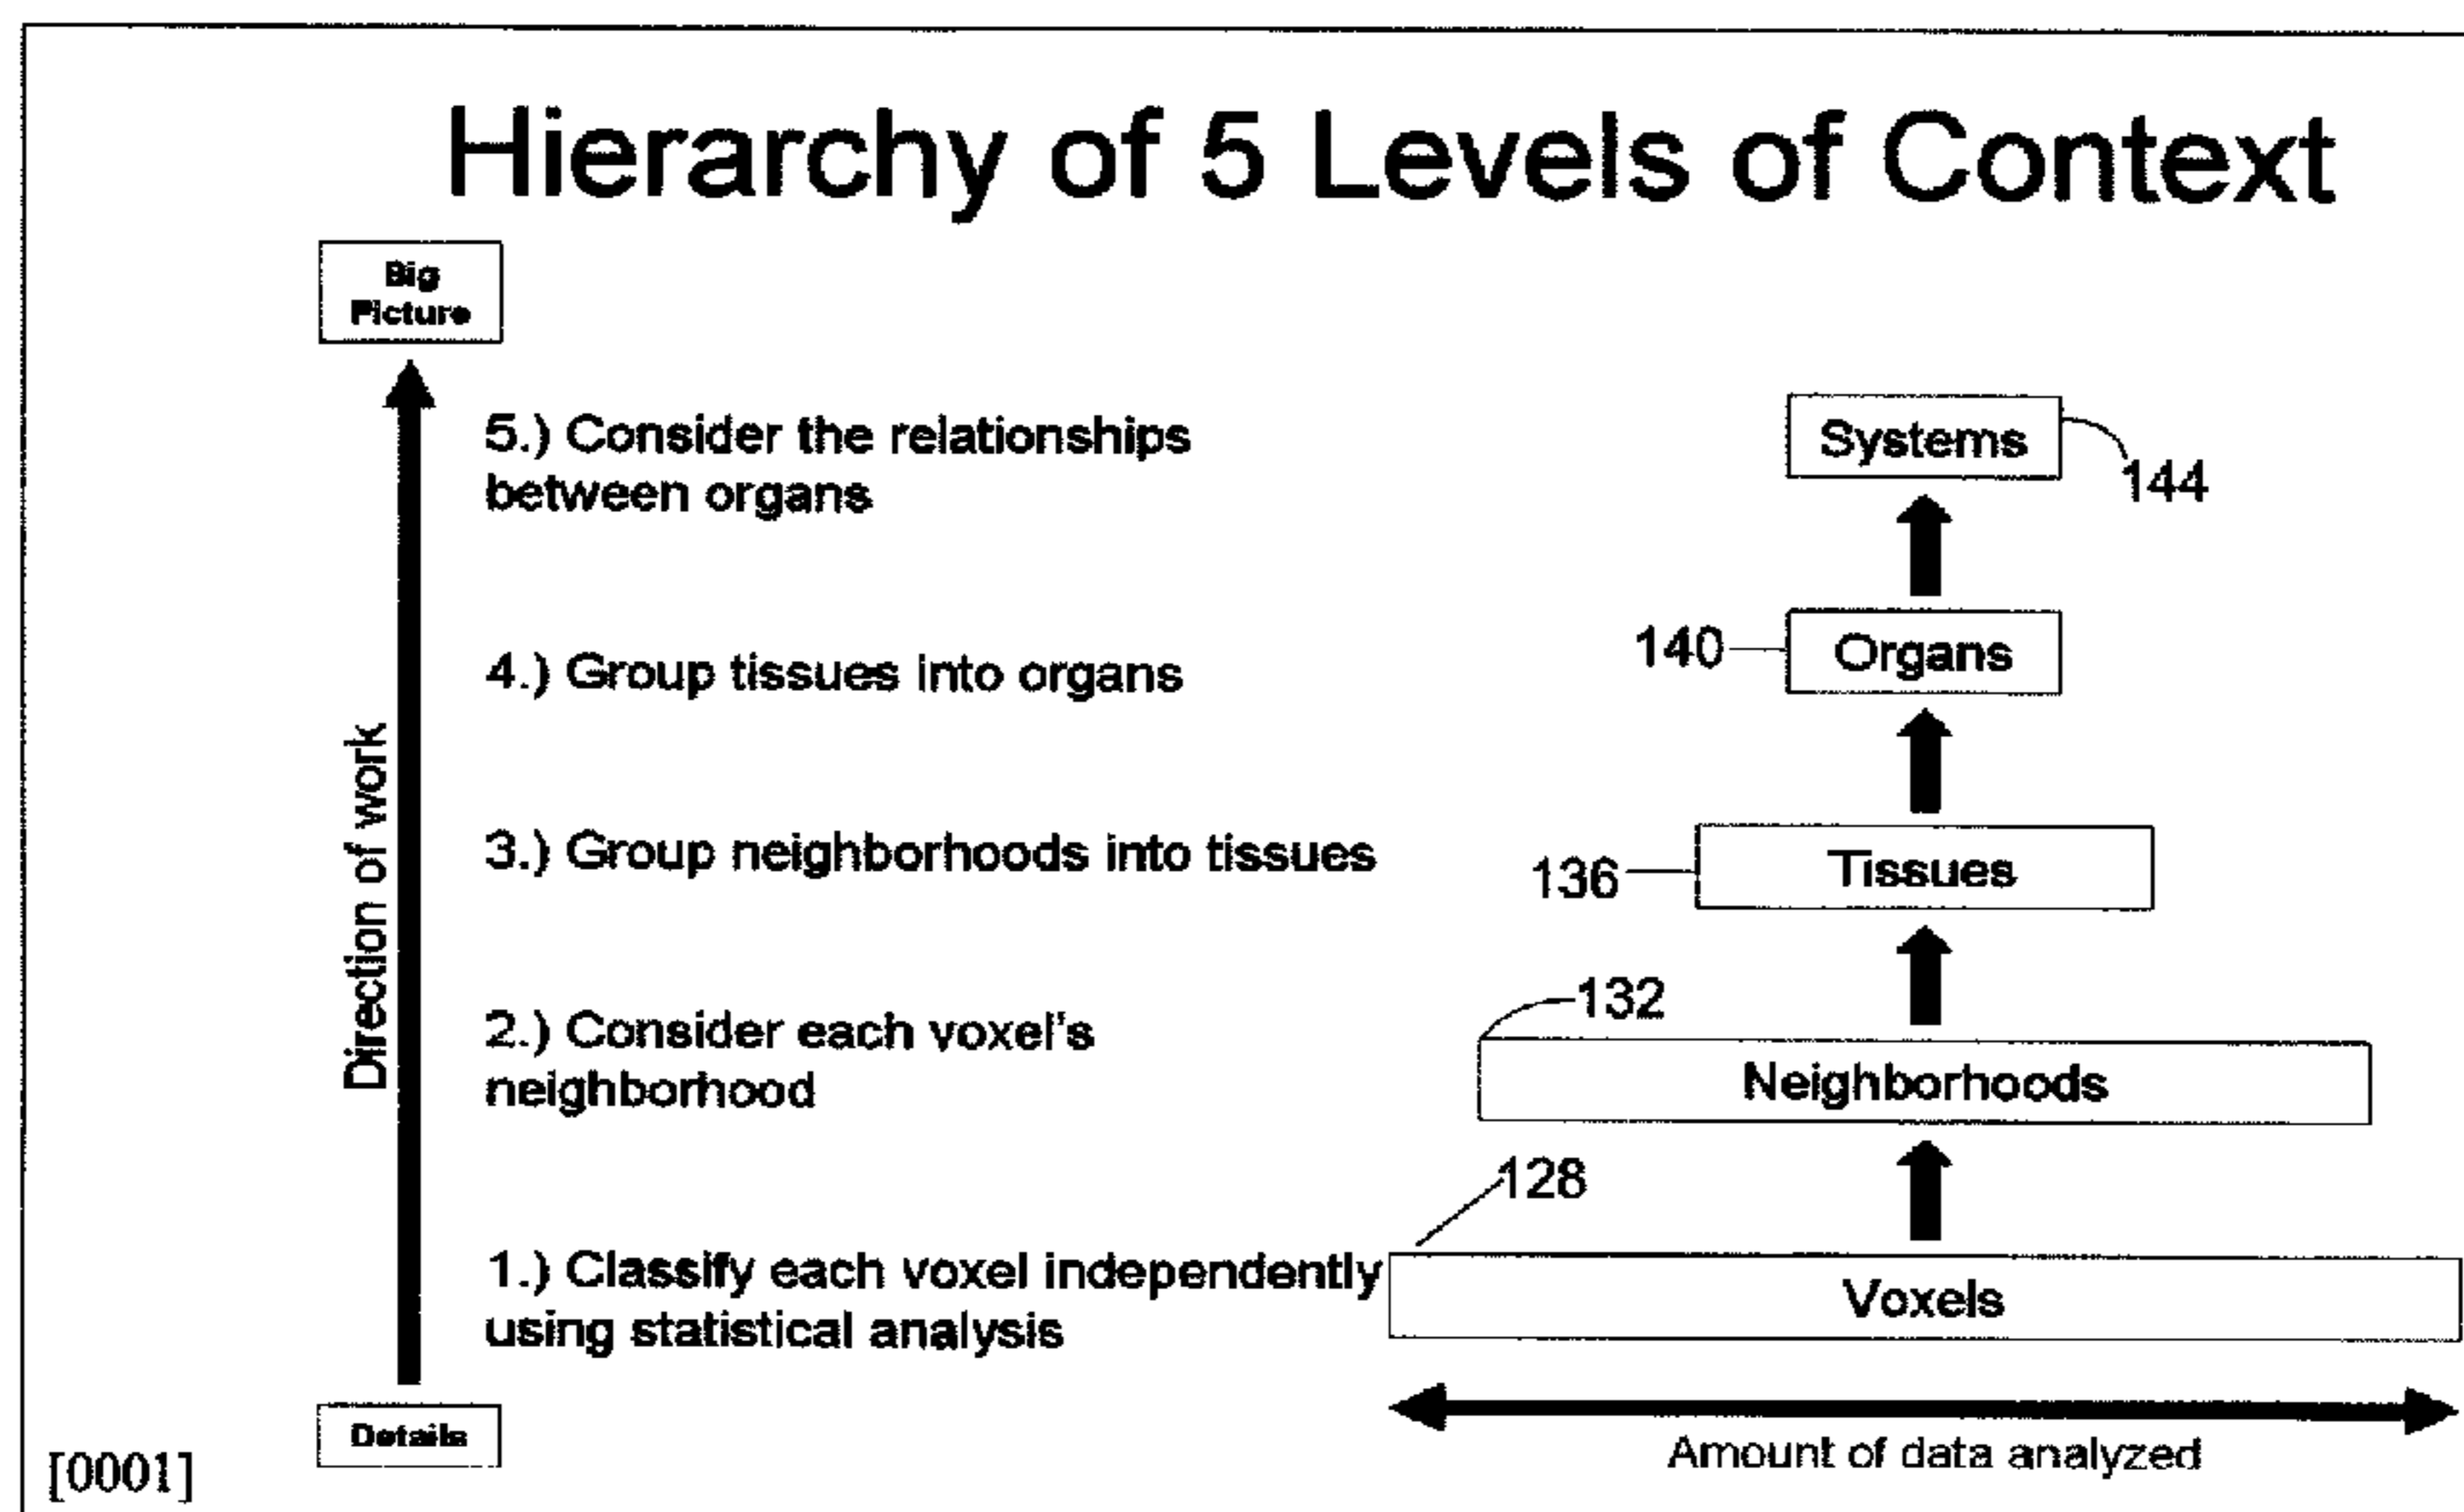 Hierarchy of 5 Levels of Context
Big
Picture
Direction of work
5.) Consider the relationships
between organs
Systems
144
4.) Group tissues into organs
140
Organs
3.) Group neighborhoods into tissues
136
Tissues
2.) Consider each voxel's
neighborhood
132
Neighborhoods
128
1.) Classify each voxel independently
using statistical analysis
Voxels
Details
Amount of data analyzed
[0001]